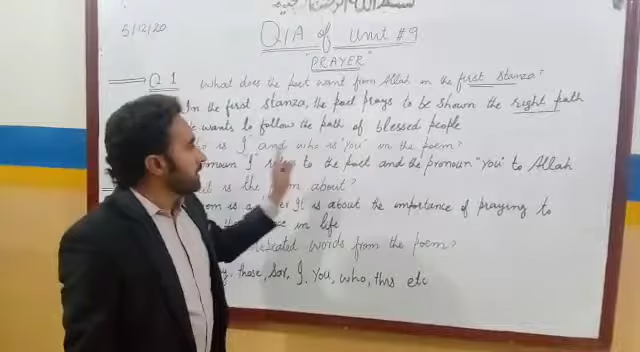 5/12/20
Q/A of Unit #9
"PRAYER"
Q 1 What does the poet want from Allah in the first stanza?
In the first stanza, the poet prays to be shown the right path
wants to follow the path of blessed people
is I and who is "you" in the poem?
"I" refers to the poet and the pronoun "you" to Allah
is the poem about?
is a It is about the importance of praying to
in life
repeated words from the poem?
those, I, you, who, this etc